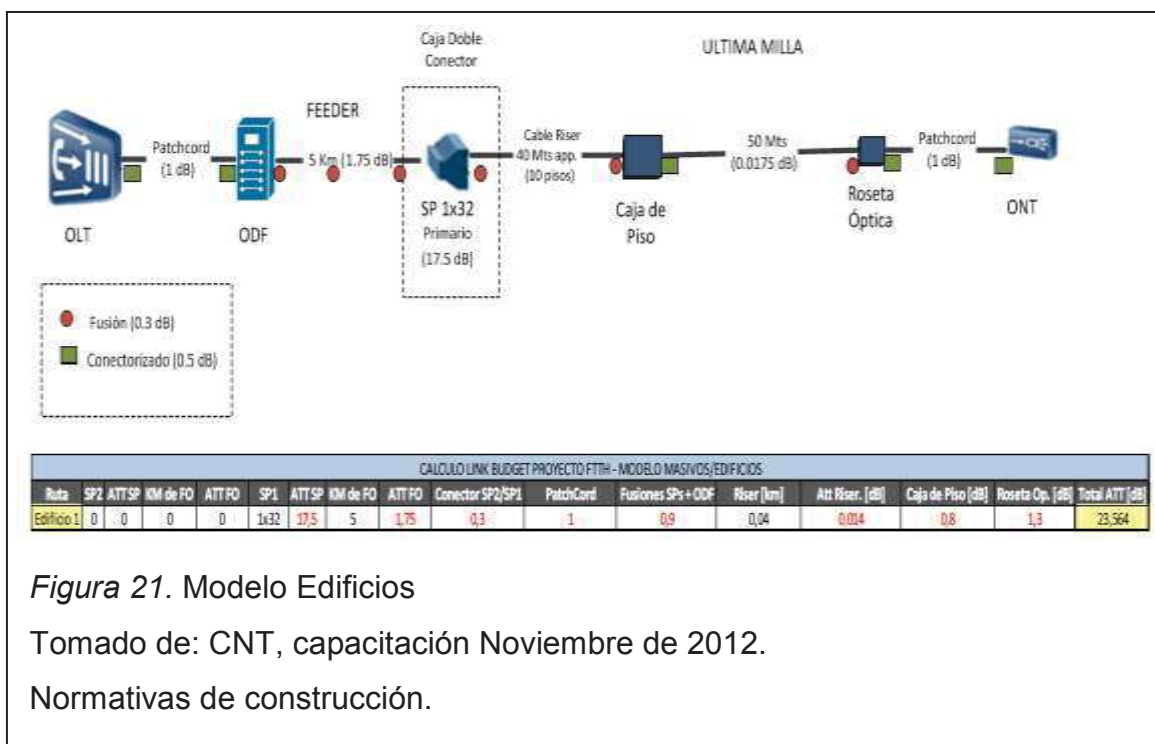 Caja Doble
Conector
ULTIMA MILLA
FEEDER
Patchcord
(1 dB)
5 Km (1.75 dB)
Cable Riser
40 Mts app.
(10 pisos)
50 Mts
(0.0175 dB)
Patchcord
(1 dB)
OLT
ODF
SP 1x32
Primario
(17.5 dB)
Caja de
Piso
Roseta
Óptica
ONT
Fusión (0.3 dB)
Conectorizado (0.5 dB)
CALCULO LINK BUDGET PROYECTO FTTH - MODELO MASIVOS/EDIFICIOS
Ruta SP2 ATT SP KM de FO ATT FO SP1 ATT SP KM de FO ATT FO Conector SP2/SP1 PatchCord Fusiones SPs + ODF Riser [km] Att Riser. [dB] Caja de Piso [dB] Roseta Op. [dB] Total ATT [dB]
Edificio 1 0 0 0 0 1x32 17,5 5 1,75 0,3 1 0,9 0,04 0,014 0,8 1,3 23,564
Figura 21. Modelo Edificios
Tomado de: CNT, capacitación Noviembre de 2012.
Normativas de construcción.